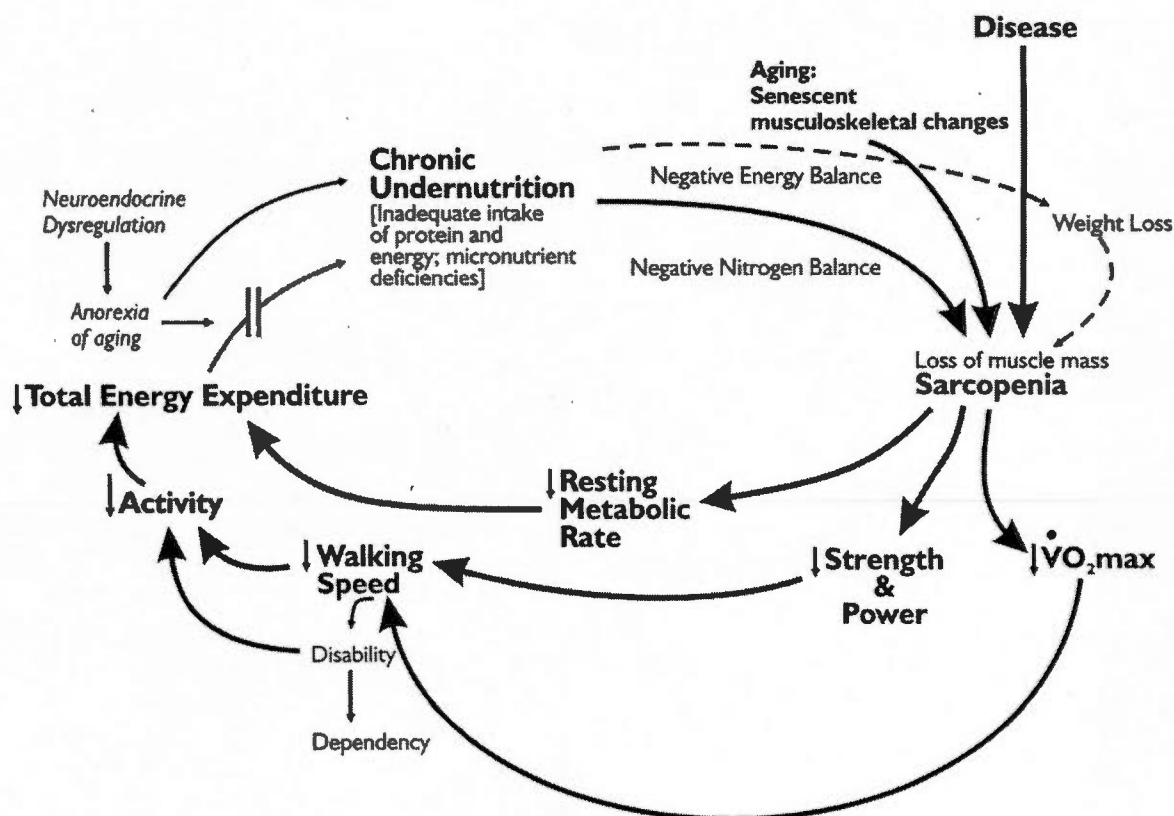 Disease
Aging:
Senescent
musculoskeletal changes
Chronic
Undernutrition
[Inadequate intake
of protein and
energy; micronutrient
deficiencies]
Negative Energy Balance
Neuroendocrine
Dysregulation
Weight Loss
Negative Nitrogen Balance
Anorexia
of aging
Loss of muscle mass
Sarcopenia
↓Total Energy Expenditure
↓Resting
Metabolic
Rate
↓Activity
↓Walking
Speed
↓Strength
&
Power
↓V̇O₂max
Disability
Dependency